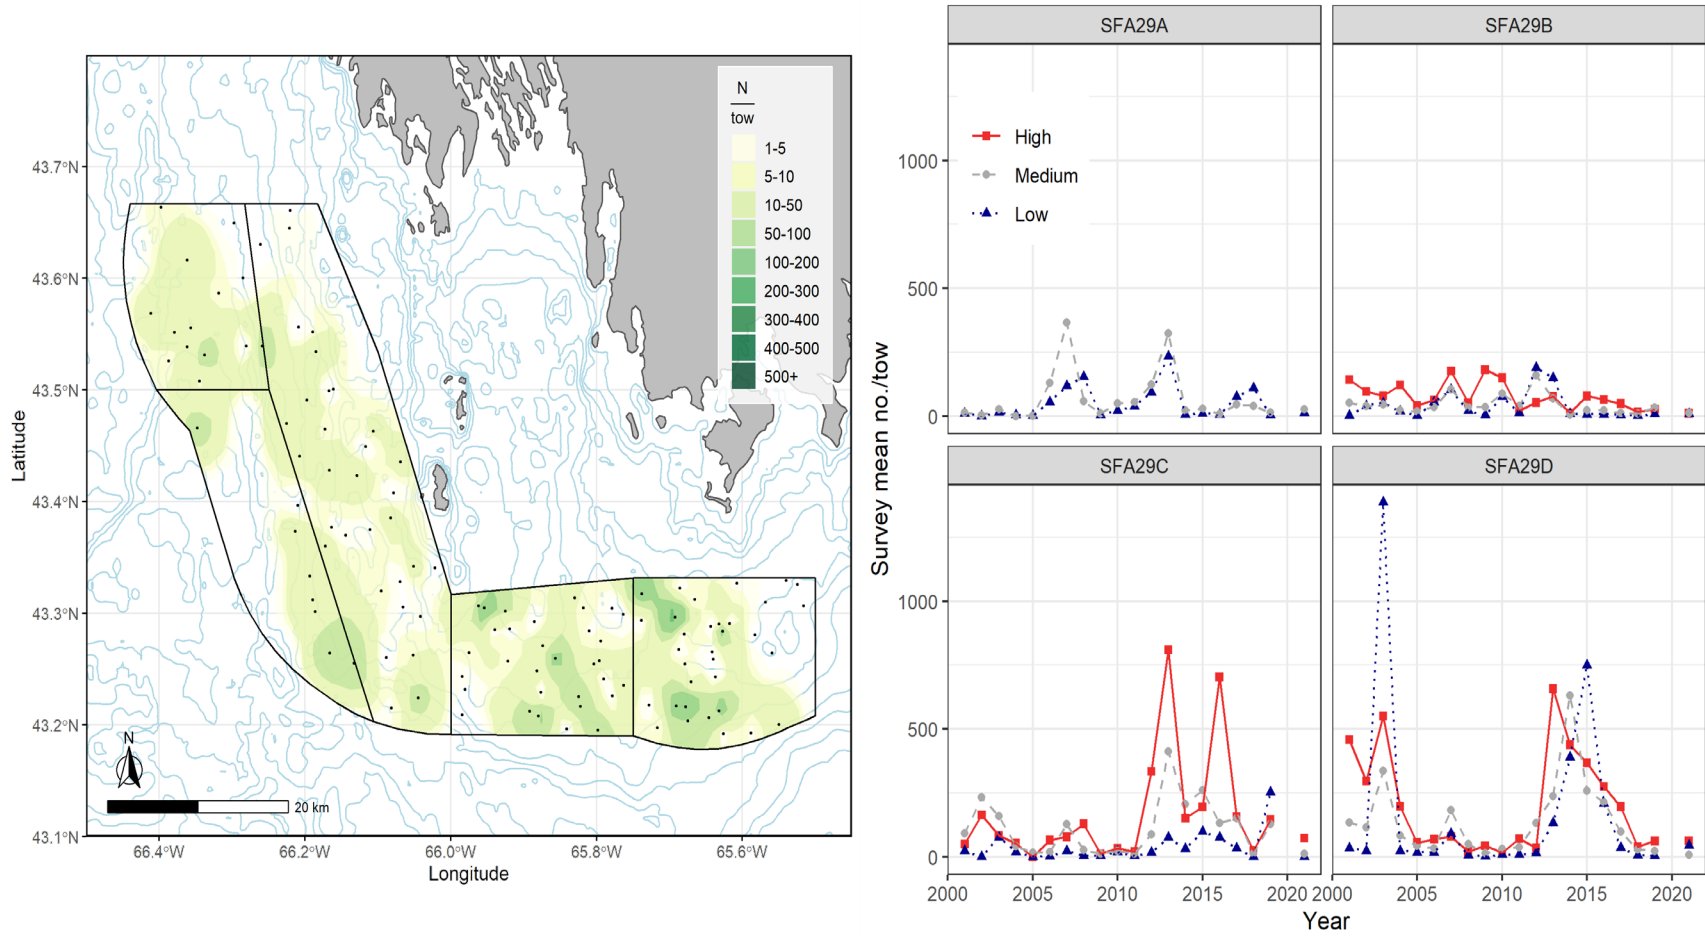 N
tow
1-5
5-10
10-50
50-100
100-200
200-300
300-400
400-500
500+
43.7°N
43.6°N
43.5°N
43.4°N
43.3°N
43.2°N
43.1°N
Latitude
N
20 km
66.4°W 66.2°W 66.0°W 65.8°W 65.6°W
Longitude
SFA29A SFA29B
High
Medium
Low
1000
500
0
Survey mean no./tow
SFA29C SFA29D
1000
500
0
2000 2005 2010 2015 2020 2000 2005 2010 2015 2020
Year